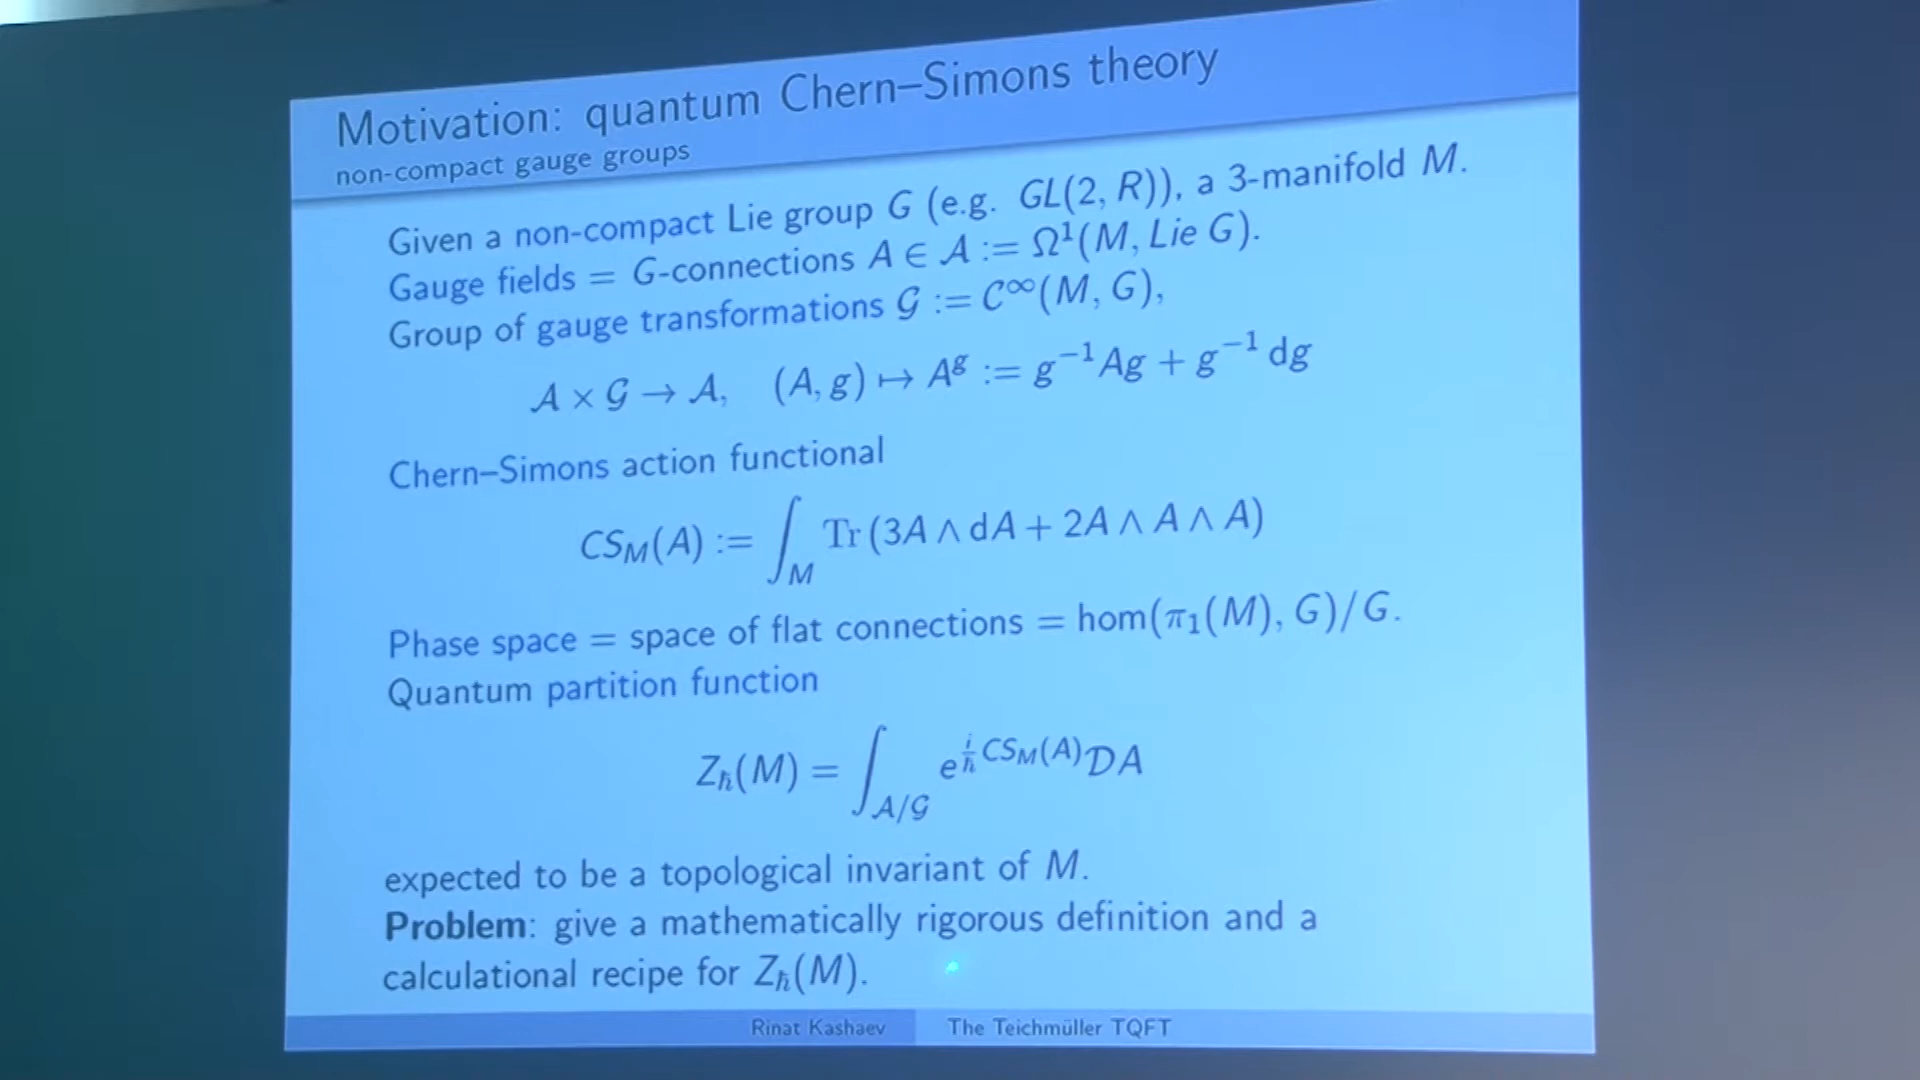 Motivation: quantum Chern–Simons theory
non-compact gauge groups
Given a non-compact Lie group G (e.g. GL(2, R)), a 3-manifold M.
Gauge fields = G-connections A ∈ 𝒜 := Ω¹(M, Lie G).
Group of gauge transformations 𝒢 := C^∞(M, G),
𝒜 × 𝒢 → 𝒜, (A, g) ↦ A^g := g⁻¹Ag + g⁻¹ dg
Chern–Simons action functional
CS_M(A) := ∫_M Tr (3A ∧ dA + 2A ∧ A ∧ A)
Phase space = space of flat connections = hom(π₁(M), G)/G.
Quantum partition function
Z_ℏ(M) = ∫_{𝒜/𝒢} e^{i/ℏ CS_M(A)} 𝒟A
expected to be a topological invariant of M.
Problem: give a mathematically rigorous definition and a
calculational recipe for Z_ℏ(M).
Rinat Kashaev The Teichmüller TQFT